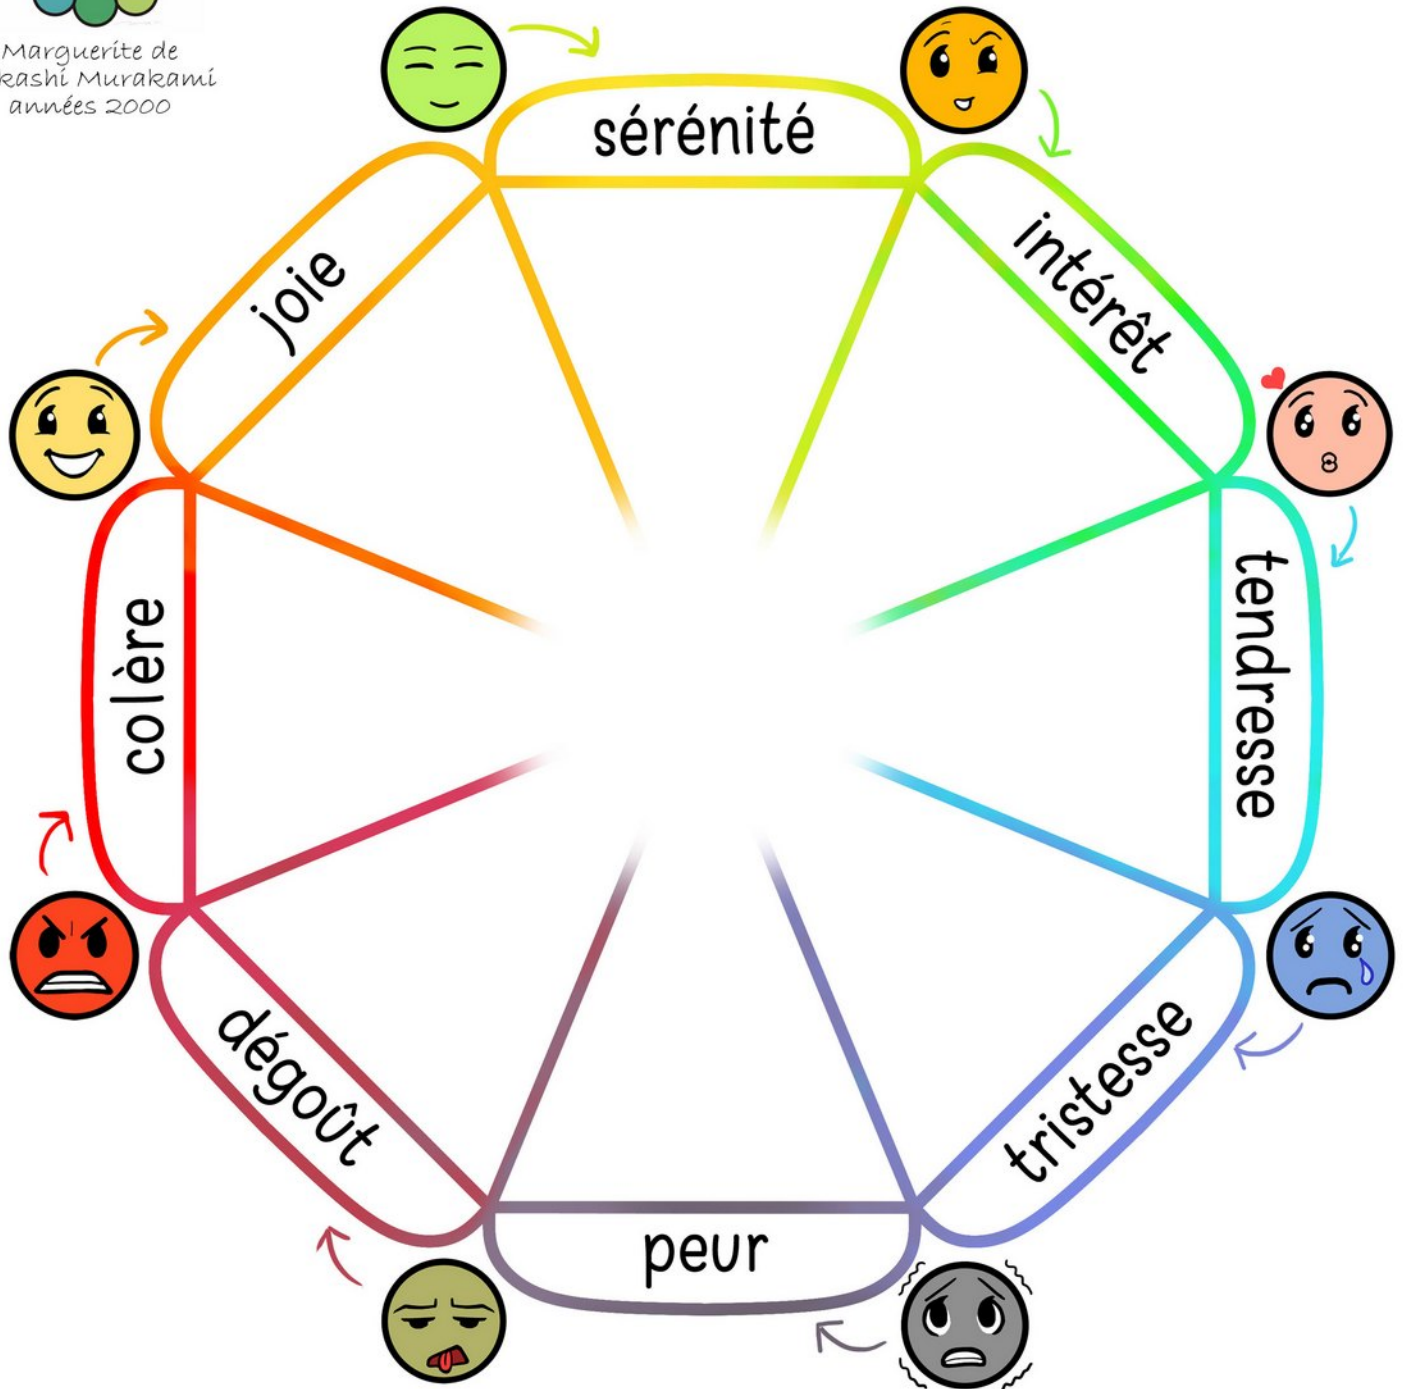 Marguerite de
kashi Murakami
années 2000
sérénité
intérêt
tendresse
tristesse
peur
dégoût
colère
joie